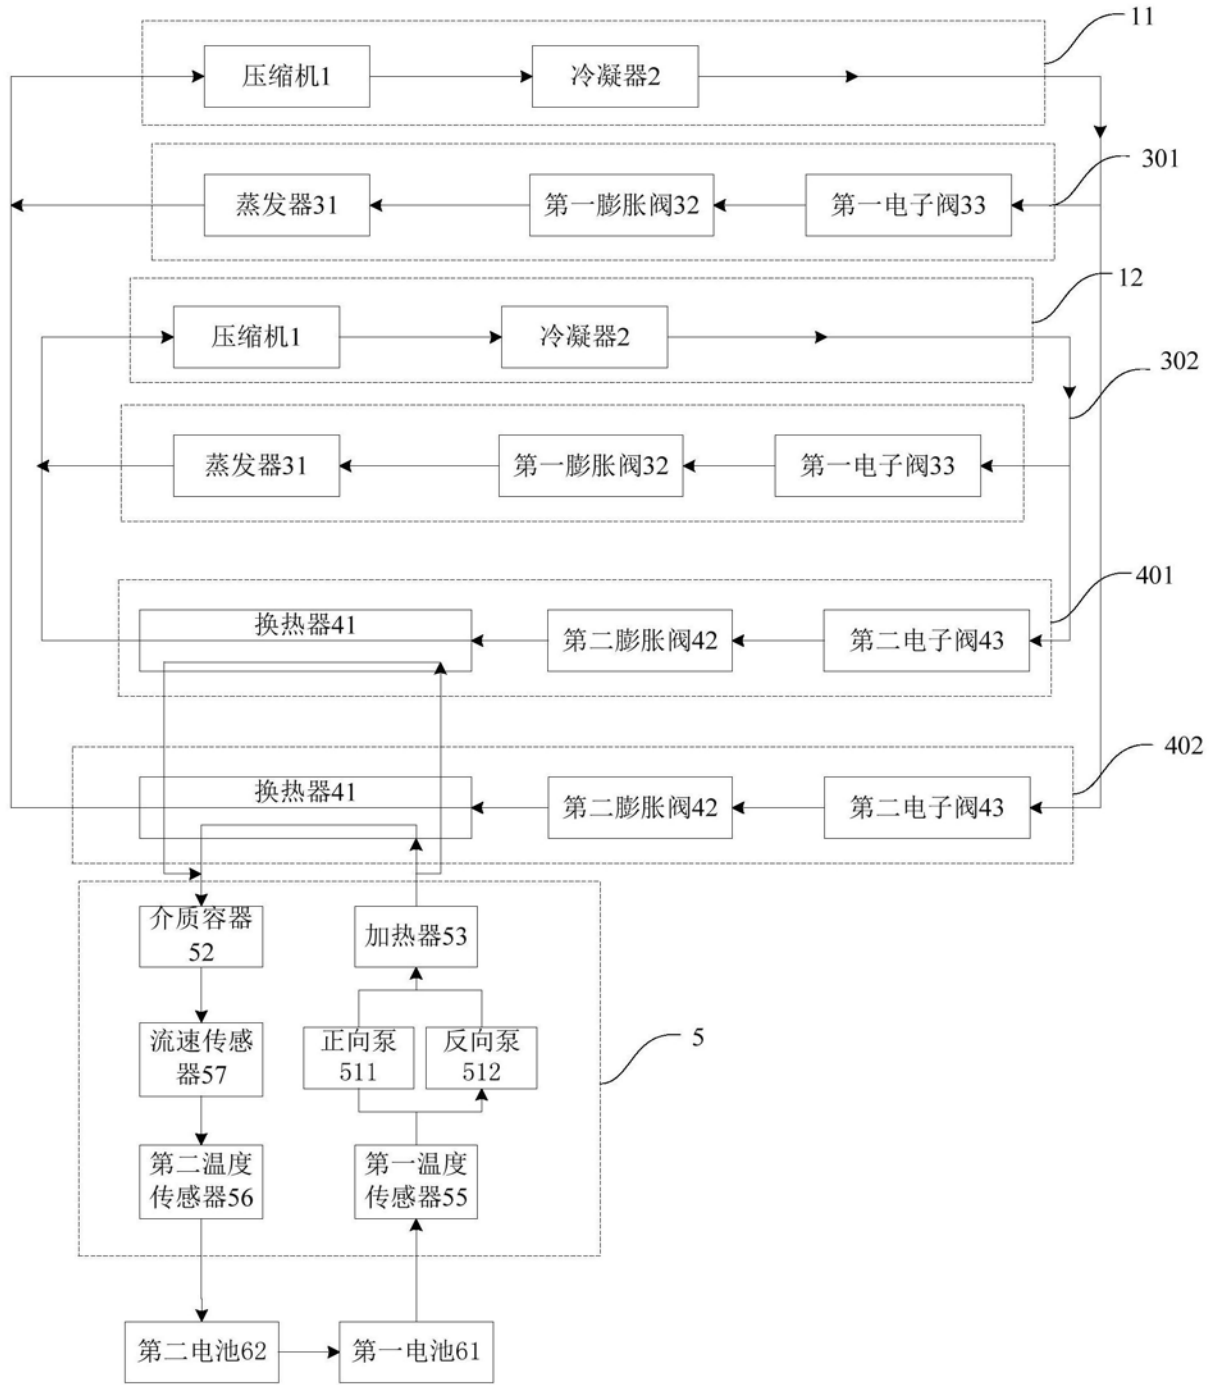 11
压缩机1
冷凝器2
301
蒸发器31
第一膨胀阀32
第一电子阀33
12
压缩机1
冷凝器2
302
蒸发器31
第一膨胀阀32
第一电子阀33
401
换热器41
第二膨胀阀42
第二电子阀43
402
换热器41
第二膨胀阀42
第二电子阀43
介质容器
52
加热器53
5
流速传感
器57
正向泵
511
反向泵
512
第二温度
传感器56
第一温度
传感器55
第二电池62
第一电池61